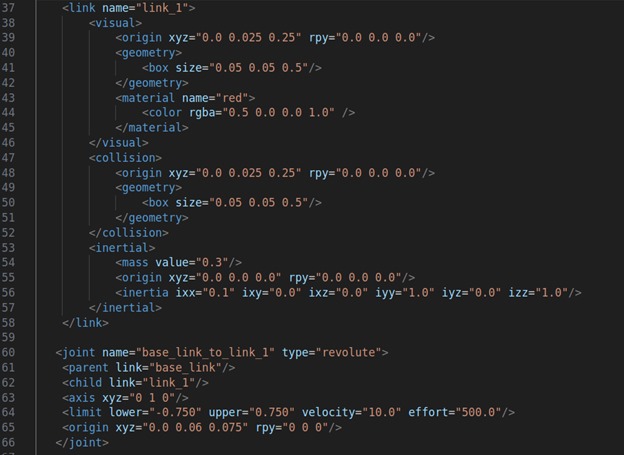 37 <link name="link_1">
38 <visual>
39 <origin xyz="0.0 0.025 0.25" rpy="0.0 0.0 0.0"/>
40 <geometry>
41 <box size="0.05 0.05 0.5"/>
42 </geometry>
43 <material name="red">
44 <color rgba="0.5 0.0 0.0 1.0" />
45 </material>
46 </visual>
47 <collision>
48 <origin xyz="0.0 0.025 0.25" rpy="0.0 0.0 0.0"/>
49 <geometry>
50 <box size="0.05 0.05 0.5"/>
51 </geometry>
52 </collision>
53 <inertial>
54 <mass value="0.3"/>
55 <origin xyz="0.0 0.0 0.0" rpy="0.0 0.0 0.0"/>
56 <inertia ixx="0.1" ixy="0.0" ixz="0.0" iyy="1.0" iyz="0.0" izz="1.0"/>
57 </inertial>
58 </link>
59
60 <joint name="base_link_to_link_1" type="revolute">
61 <parent link="base_link"/>
62 <child link="link_1"/>
63 <axis xyz="0 1 0"/>
64 <limit lower="-0.750" upper="0.750" velocity="10.0" effort="500.0"/>
65 <origin xyz="0.0 0.06 0.075" rpy="0 0 0"/>
66 </joint>